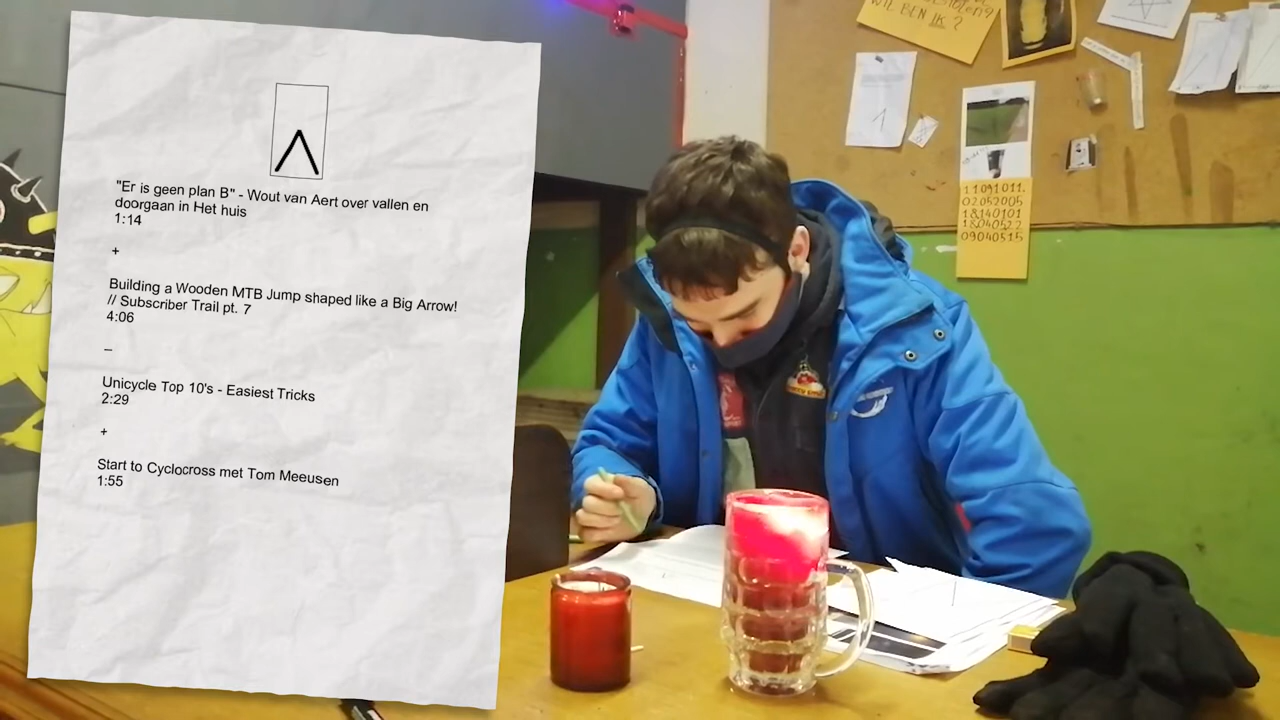 "Er is geen plan B" - Wout van Aert over vallen en
doorgaan in Het huis
1:14
+
Building a Wooden MTB Jump shaped like a Big Arrow!
// Subscriber Trail pt. 7
4:06
–
Unicycle Top 10's - Easiest Tricks
2:29
+
Start to Cyclocross met Tom Meeusen
1:55
WIE BEN IK ?
11091011.
02052005
18140101
18040522
09040515